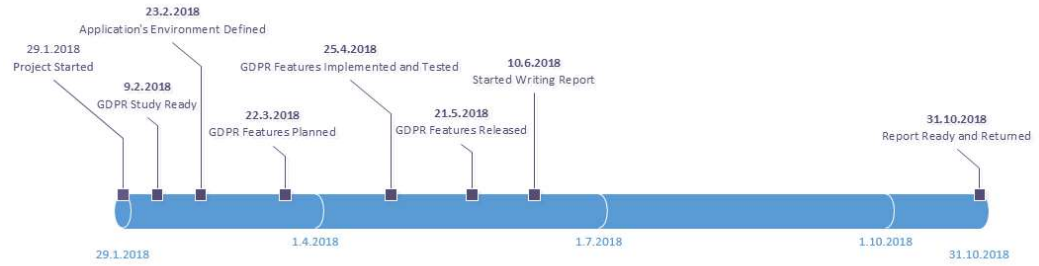 23.2.2018
Application's Environment Defined
29.1.2018
Project Started
25.4.2018
GDPR Features Implemented and Tested
10.6.2018
Started Writing Report
9.2.2018
GDPR Study Ready
22.3.2018
GDPR Features Planned
21.5.2018
GDPR Features Released
31.10.2018
Report Ready and Returned
1.4.2018
1.7.2018
1.10.2018
29.1.2018
31.10.2018